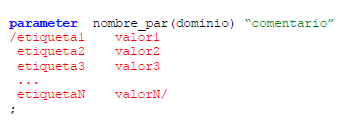 parameter nombre_par(dominio) “comentario”
/etiqueta1 valor1
etiqueta2 valor2
etiqueta3 valor3
...
etiquetaN valorN/
;